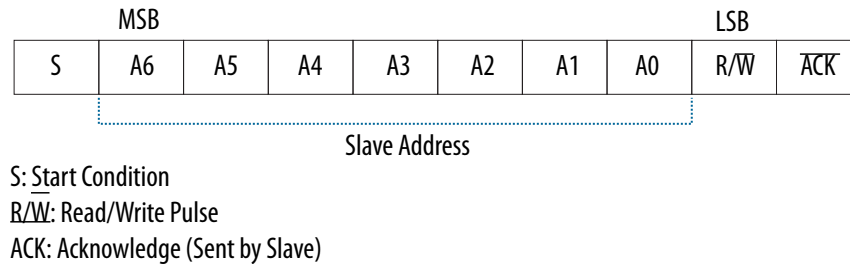 MSB LSB
S A6 A5 A4 A3 A2 A1 A0 R/W̅ A̅C̅K̅
Slave Address
S: Start Condition
R/W: Read/Write Pulse
ACK: Acknowledge (Sent by Slave)